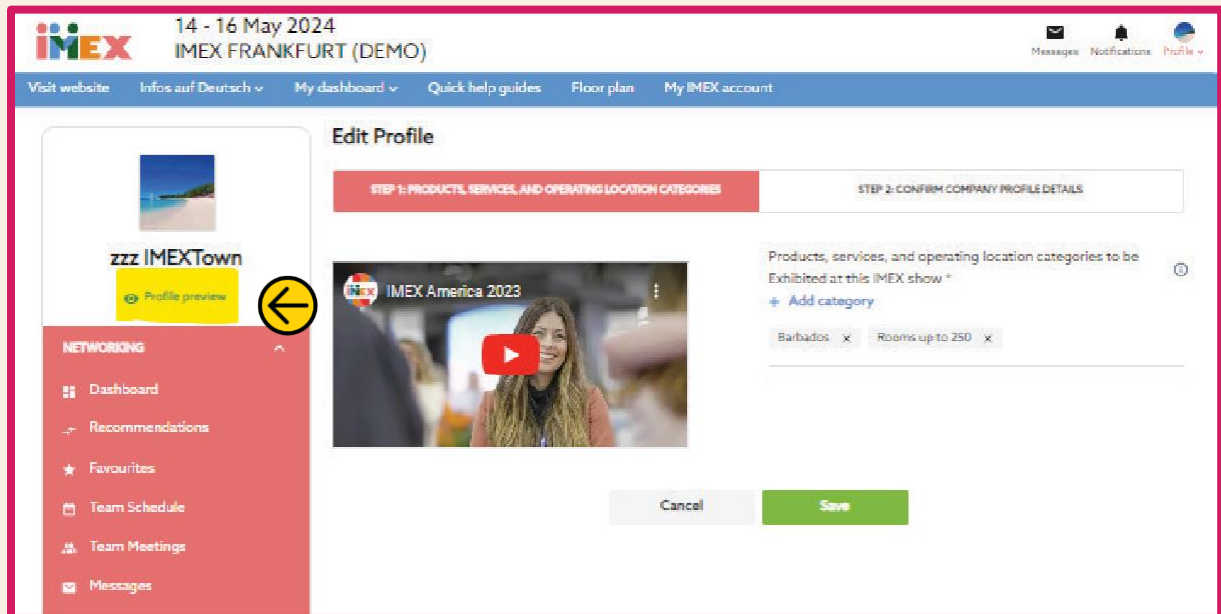 IMEX
14 - 16 May 2024
IMEX FRANKFURT (DEMO)
Messages Notifications Profile
Visit website Infos auf Deutsch My dashboard Quick help guides Floor plan My IMEX account
Edit Profile
STEP 1: PRODUCTS, SERVICES, AND OPERATING LOCATION CATEGORIES
STEP 2: CONFIRM COMPANY PROFILE DETAILS
zzz IMEXTown
Profile preview
NETWORKING
Dashboard
Recommendations
Favourites
Team Schedule
Team Meetings
Messages
IMEX IMEX America 2023
Products, services, and operating location categories to be
Exhibited at this IMEX show *
+ Add category
Barbados x Rooms up to 250 x
Cancel Save